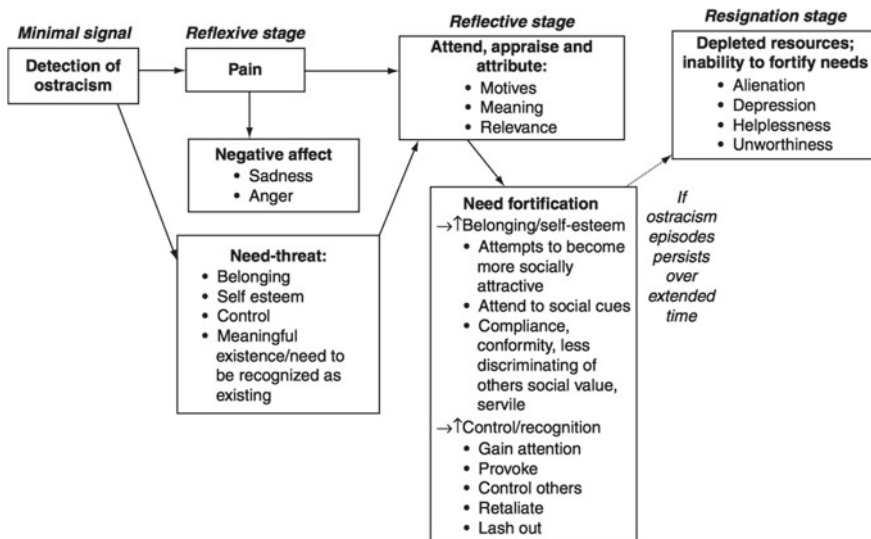 Minimal signal
Detection of
ostracism
Reflexive stage
Pain
Negative affect
• Sadness
• Anger
Need-threat:
• Belonging
• Self esteem
• Control
• Meaningful
existence/need to
be recognized as
existing
Reflective stage
Attend, appraise and
attribute:
• Motives
• Meaning
• Relevance
Need fortification
→↑Belonging/self-esteem
• Attempts to become
more socially
attractive
• Attend to social cues
• Compliance,
conformity, less
discriminating of
others social value,
servile
→↑Control/recognition
• Gain attention
• Provoke
• Control others
• Retaliate
• Lash out
Resignation stage
Depleted resources;
inability to fortify needs
• Alienation
• Depression
• Helplessness
• Unworthiness
If
ostracism
episodes
persists
over
extended
time